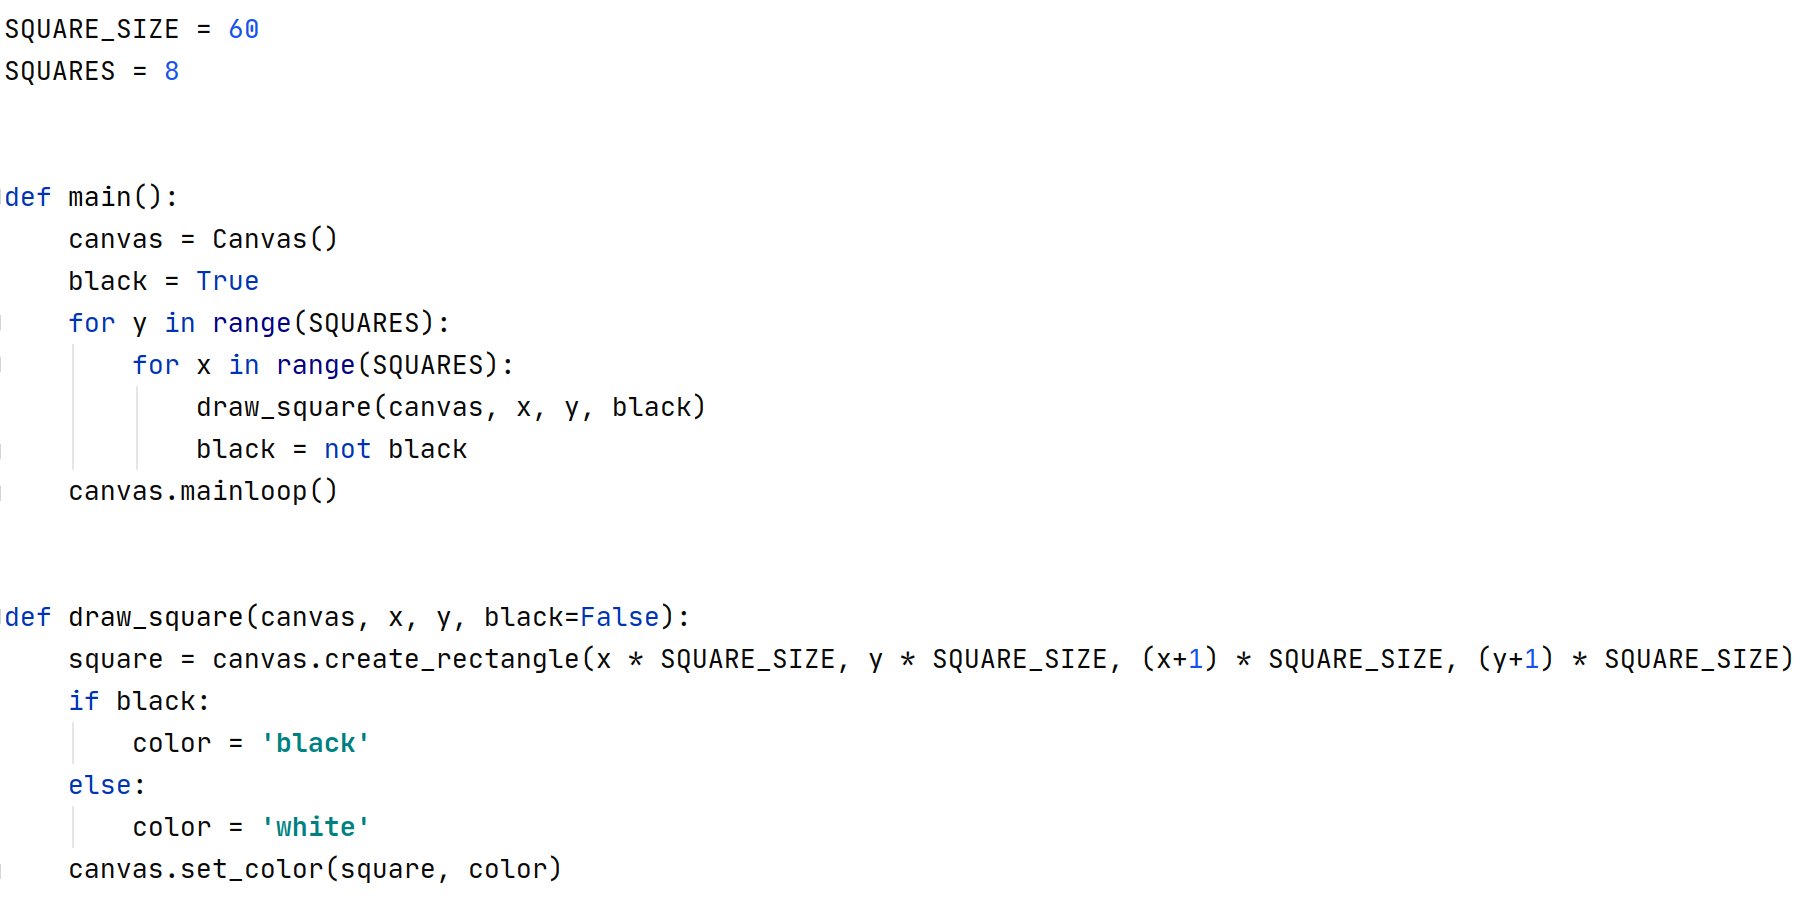 SQUARE_SIZE = 60
SQUARES = 8
def main():
    canvas = Canvas()
    black = True
    for y in range(SQUARES):
        for x in range(SQUARES):
            draw_square(canvas, x, y, black)
            black = not black
    canvas.mainloop()
def draw_square(canvas, x, y, black=False):
    square = canvas.create_rectangle(x * SQUARE_SIZE, y * SQUARE_SIZE, (x+1) * SQUARE_SIZE, (y+1) * SQUARE_SIZE)
    if black:
        color = 'black'
    else:
        color = 'white'
    canvas.set_color(square, color)